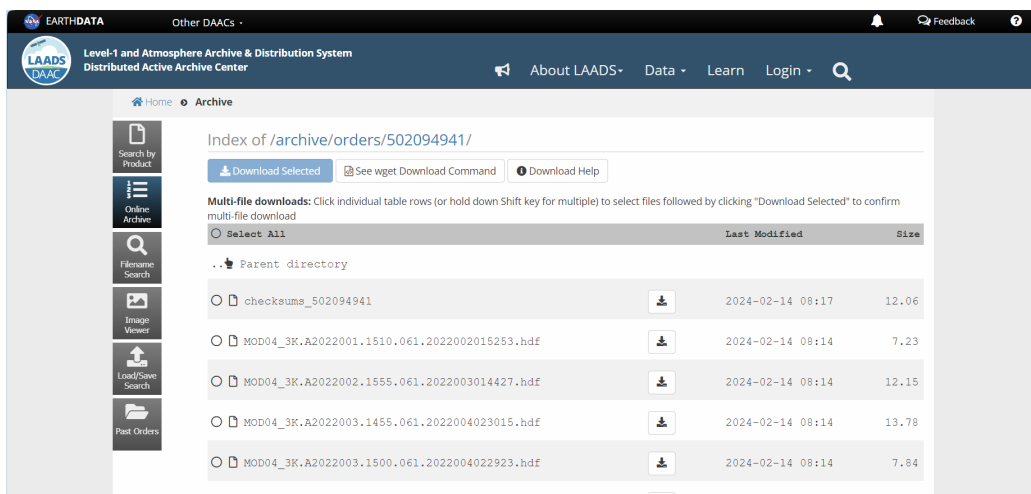 EARTHDATA Other DAACs - Feedback
LAADS
DAAC
Level-1 and Atmosphere Archive & Distribution System
Distributed Active Archive Center
About LAADS- Data - Learn Login -
Home Archive
Search by
Product
Online
Archive
Filename
Search
Image
Viewer
Load/Save
Search
Past Orders
Index of /archive/orders/502094941/
Download Selected See wget Download Command Download Help
Multi-file downloads: Click individual table rows (or hold down Shift key for multiple) to select files followed by clicking "Download Selected" to confirm
multi-file download
Select All Last Modified Size
.. Parent directory
checksums_502094941 2024-02-14 08:17 12.06
MOD04_3K.A2022001.1510.061.2022002015253.hdf 2024-02-14 08:14 7.23
MOD04_3K.A2022002.1555.061.2022003014427.hdf 2024-02-14 08:14 12.15
MOD04_3K.A2022003.1455.061.2022004023015.hdf 2024-02-14 08:14 13.78
MOD04_3K.A2022003.1500.061.2022004022923.hdf 2024-02-14 08:14 7.84